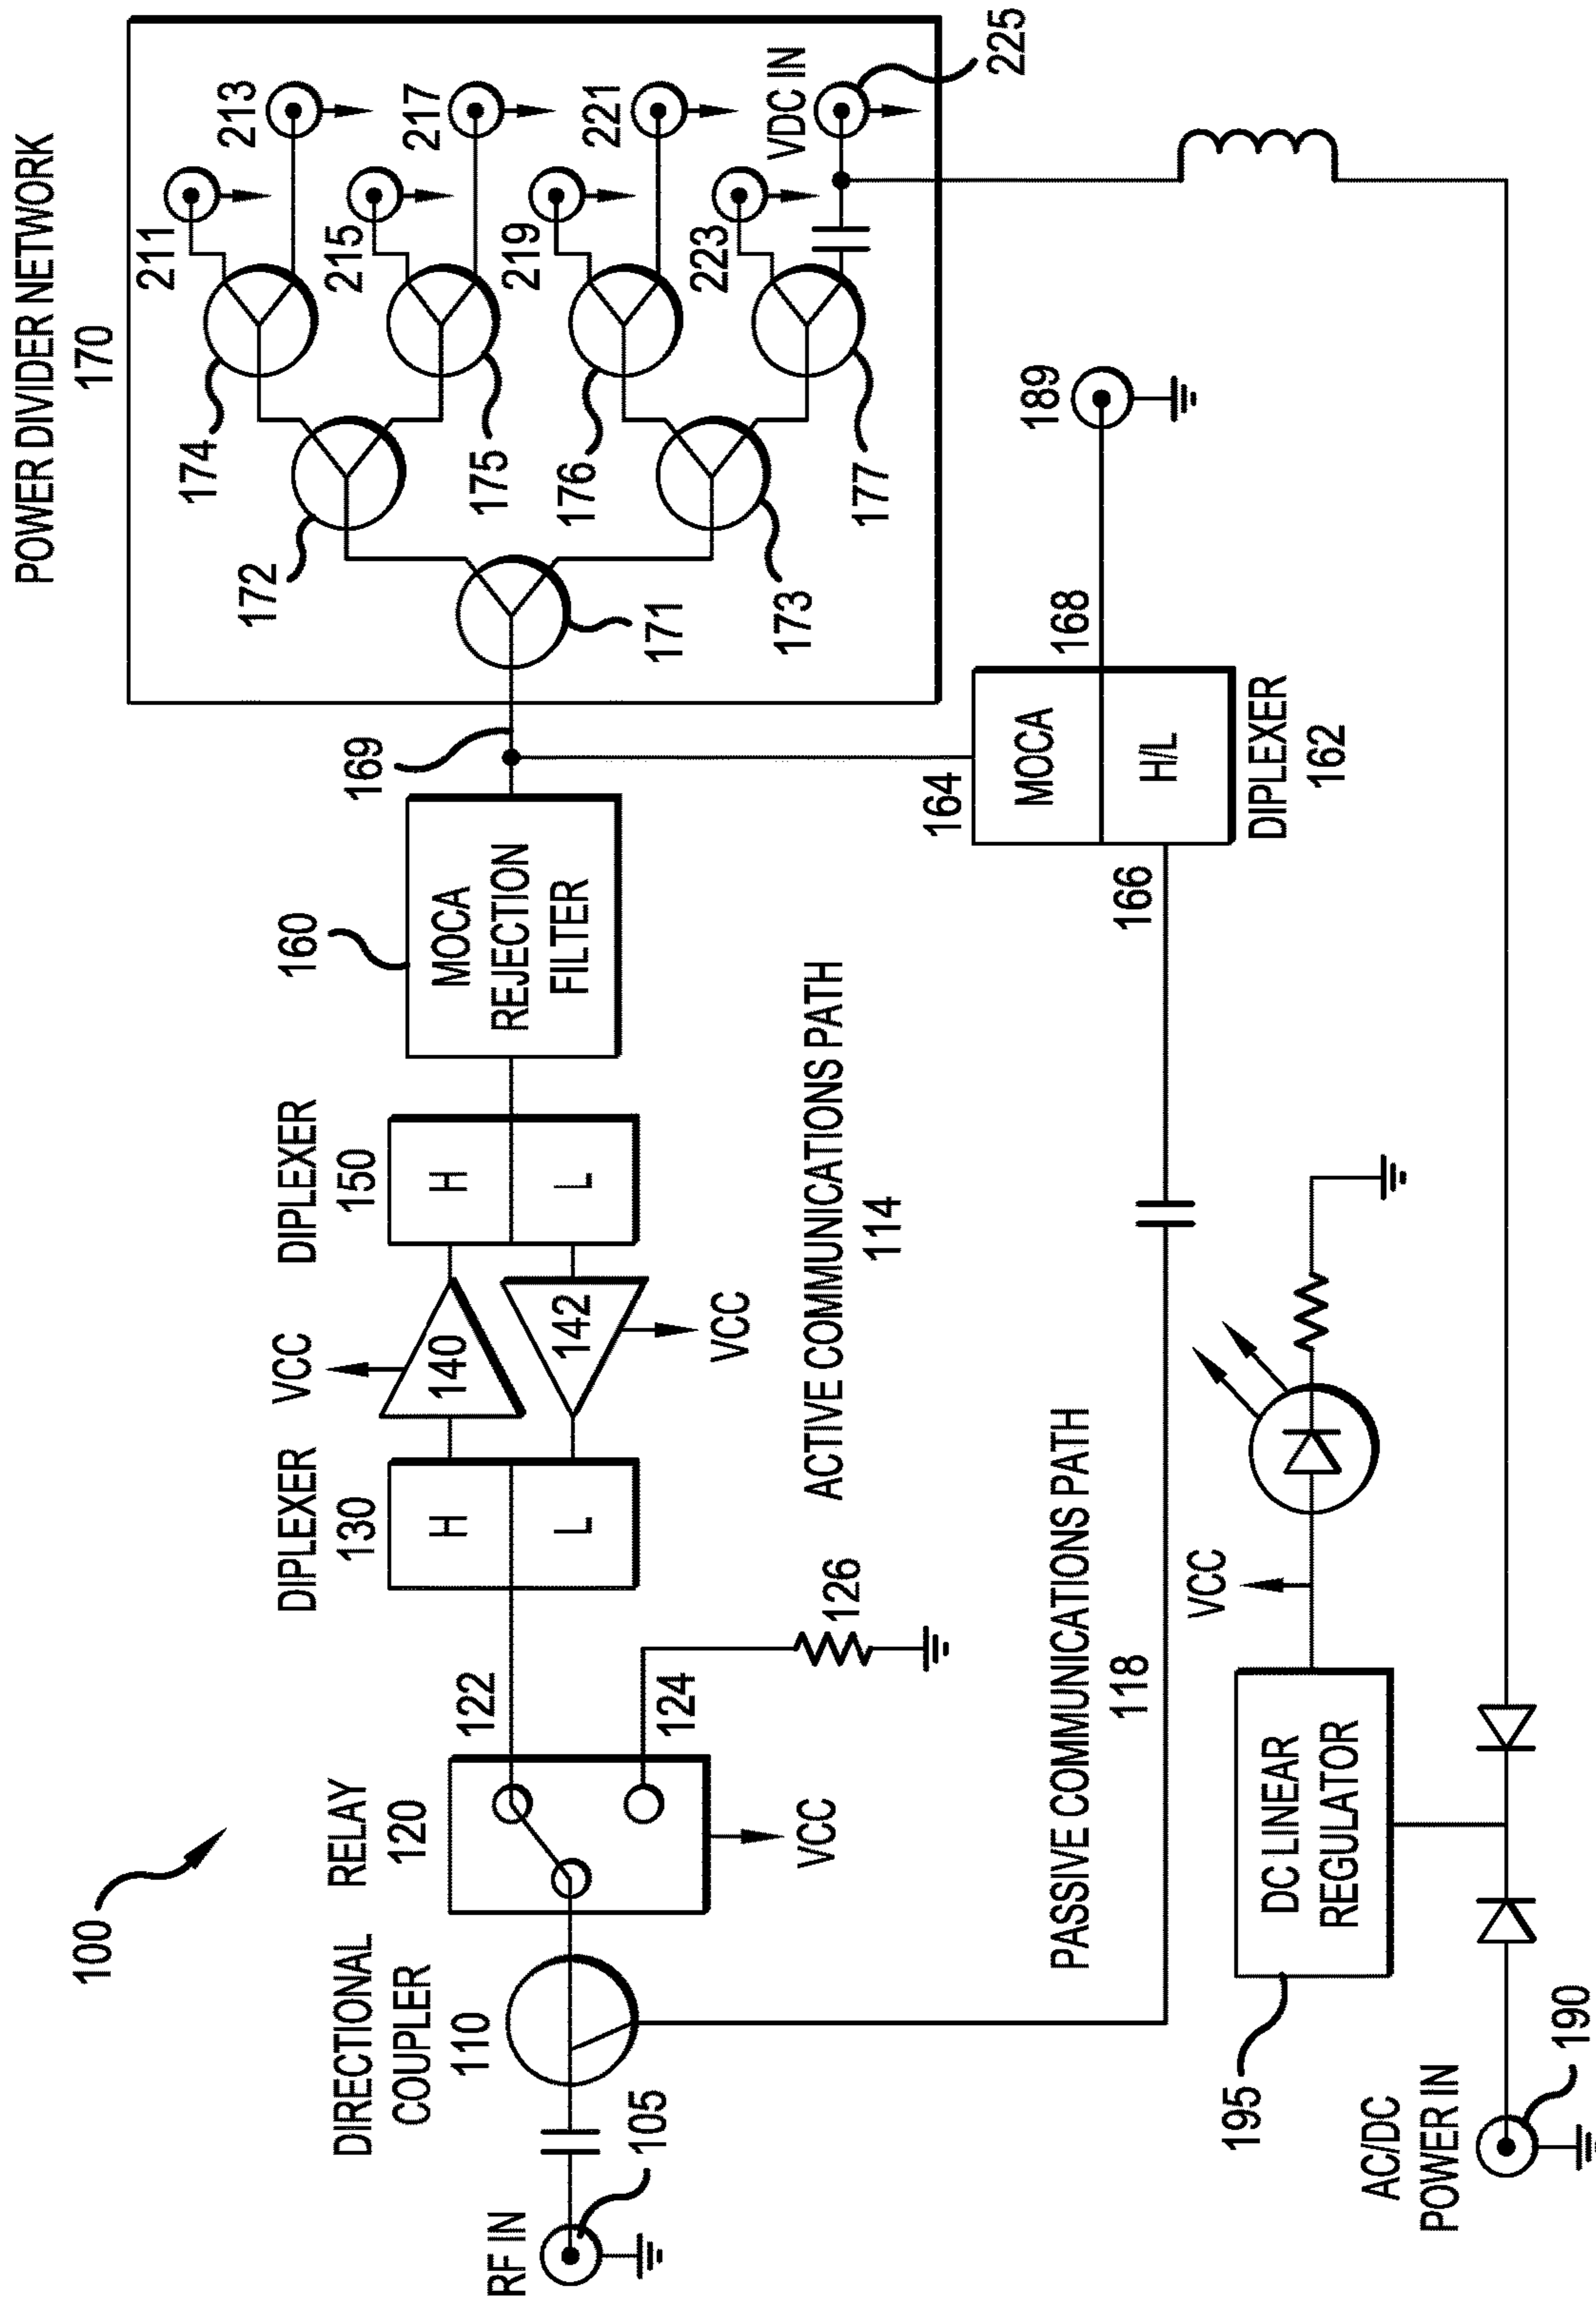 100
RF IN
105
DIRECTIONAL
COUPLER
110
RELAY
120
VCC
122
124
126
DIPLEXER
130
H
L
VCC
140
142
VCC
DIPLEXER
150
H
L
160
MOCA
REJECTION
FILTER
ACTIVE COMMUNICATIONS PATH
114
169
POWER DIVIDER NETWORK
170
171
172
173
174
175
176
177
211
213
215
217
219
221
223
VDC IN
225
164
MOCA
H/L
166
168
DIPLEXER
162
189
PASSIVE COMMUNICATIONS PATH
118
VCC
DC LINEAR
REGULATOR
195
AC/DC
POWER IN
190